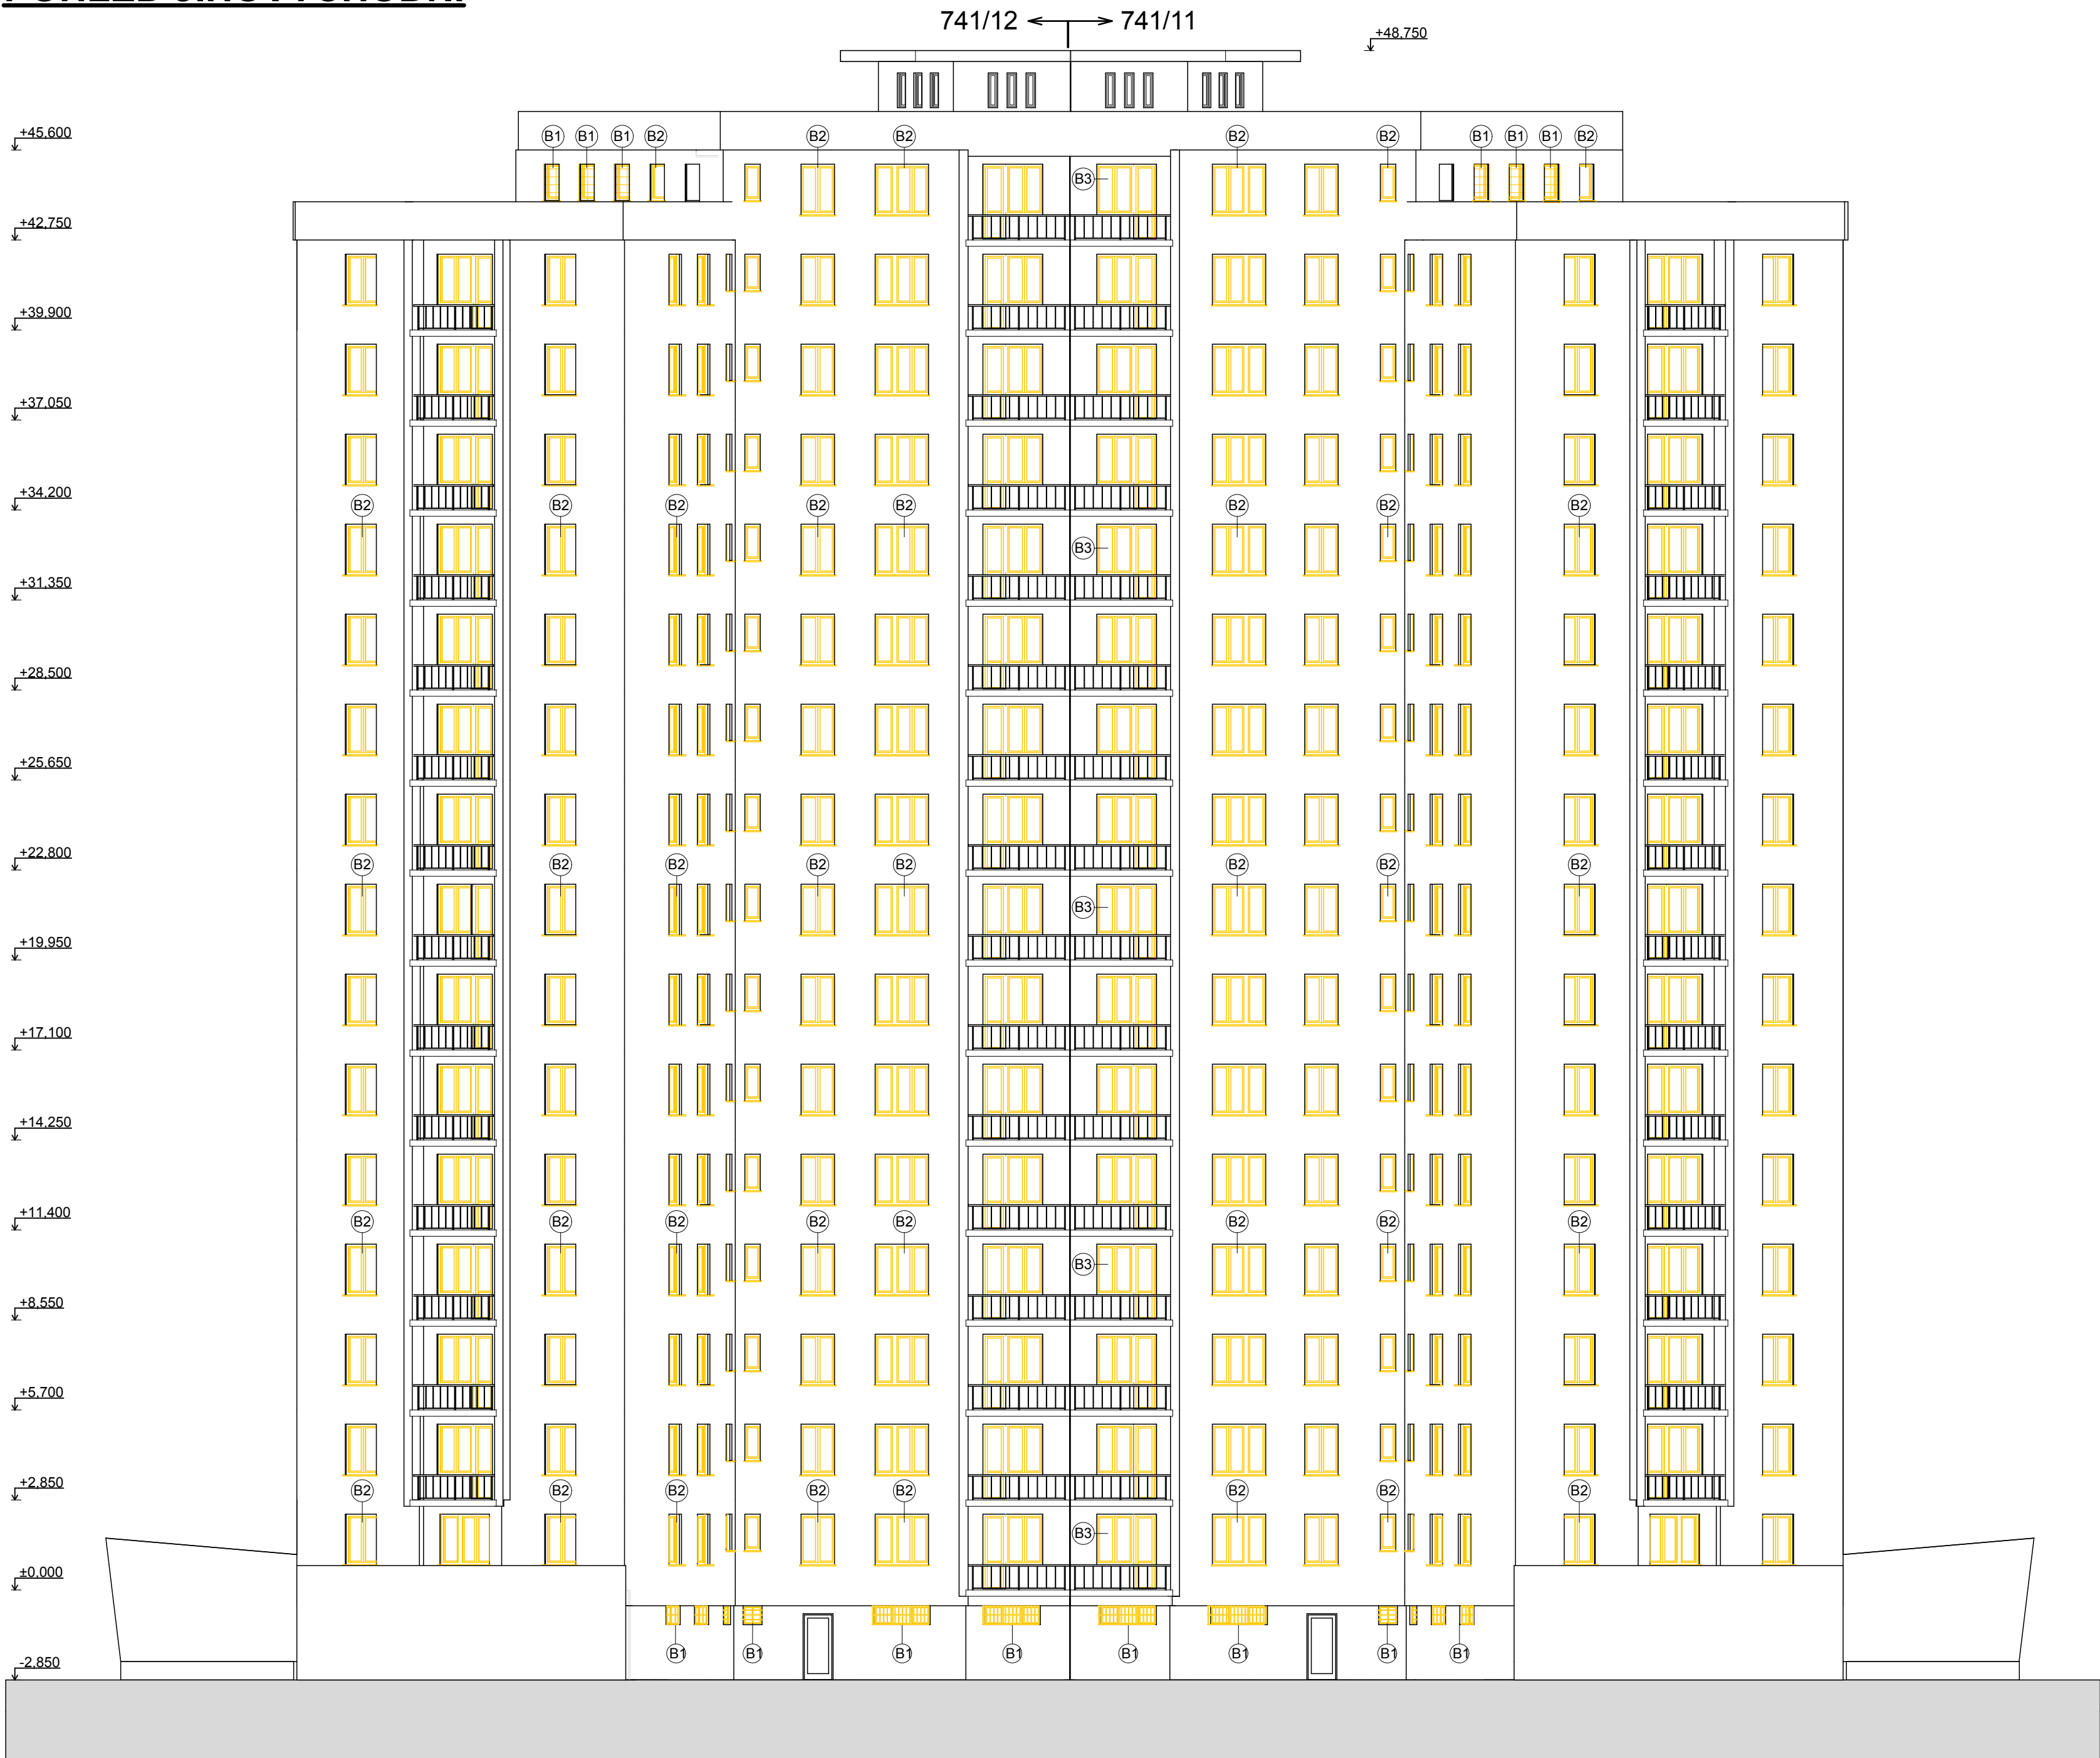 741/12 741/11
+48,750
+45,600 B1 B1 B1 B2 B2 B2 B2 B2 B1 B1 B1 B2
B3
+42,750
+39,900
+37,050
+34,200
B2 B2 B2 B2 B2 B2 B2 B2
B3
+31,350
+28,500
+25,650
+22,800
B2 B2 B2 B2 B2 B2 B2 B2
B3
+19,950
+17,100
+14,250
+11,400
B2 B2 B2 B2 B2 B2 B2 B2
B3
+8,550
+5,700
+2,850
B2 B2 B2 B2 B2 B2 B2 B2
B3
±0,000
B1 B1 B1 B1 B1 B1 B1 B1
-2,850